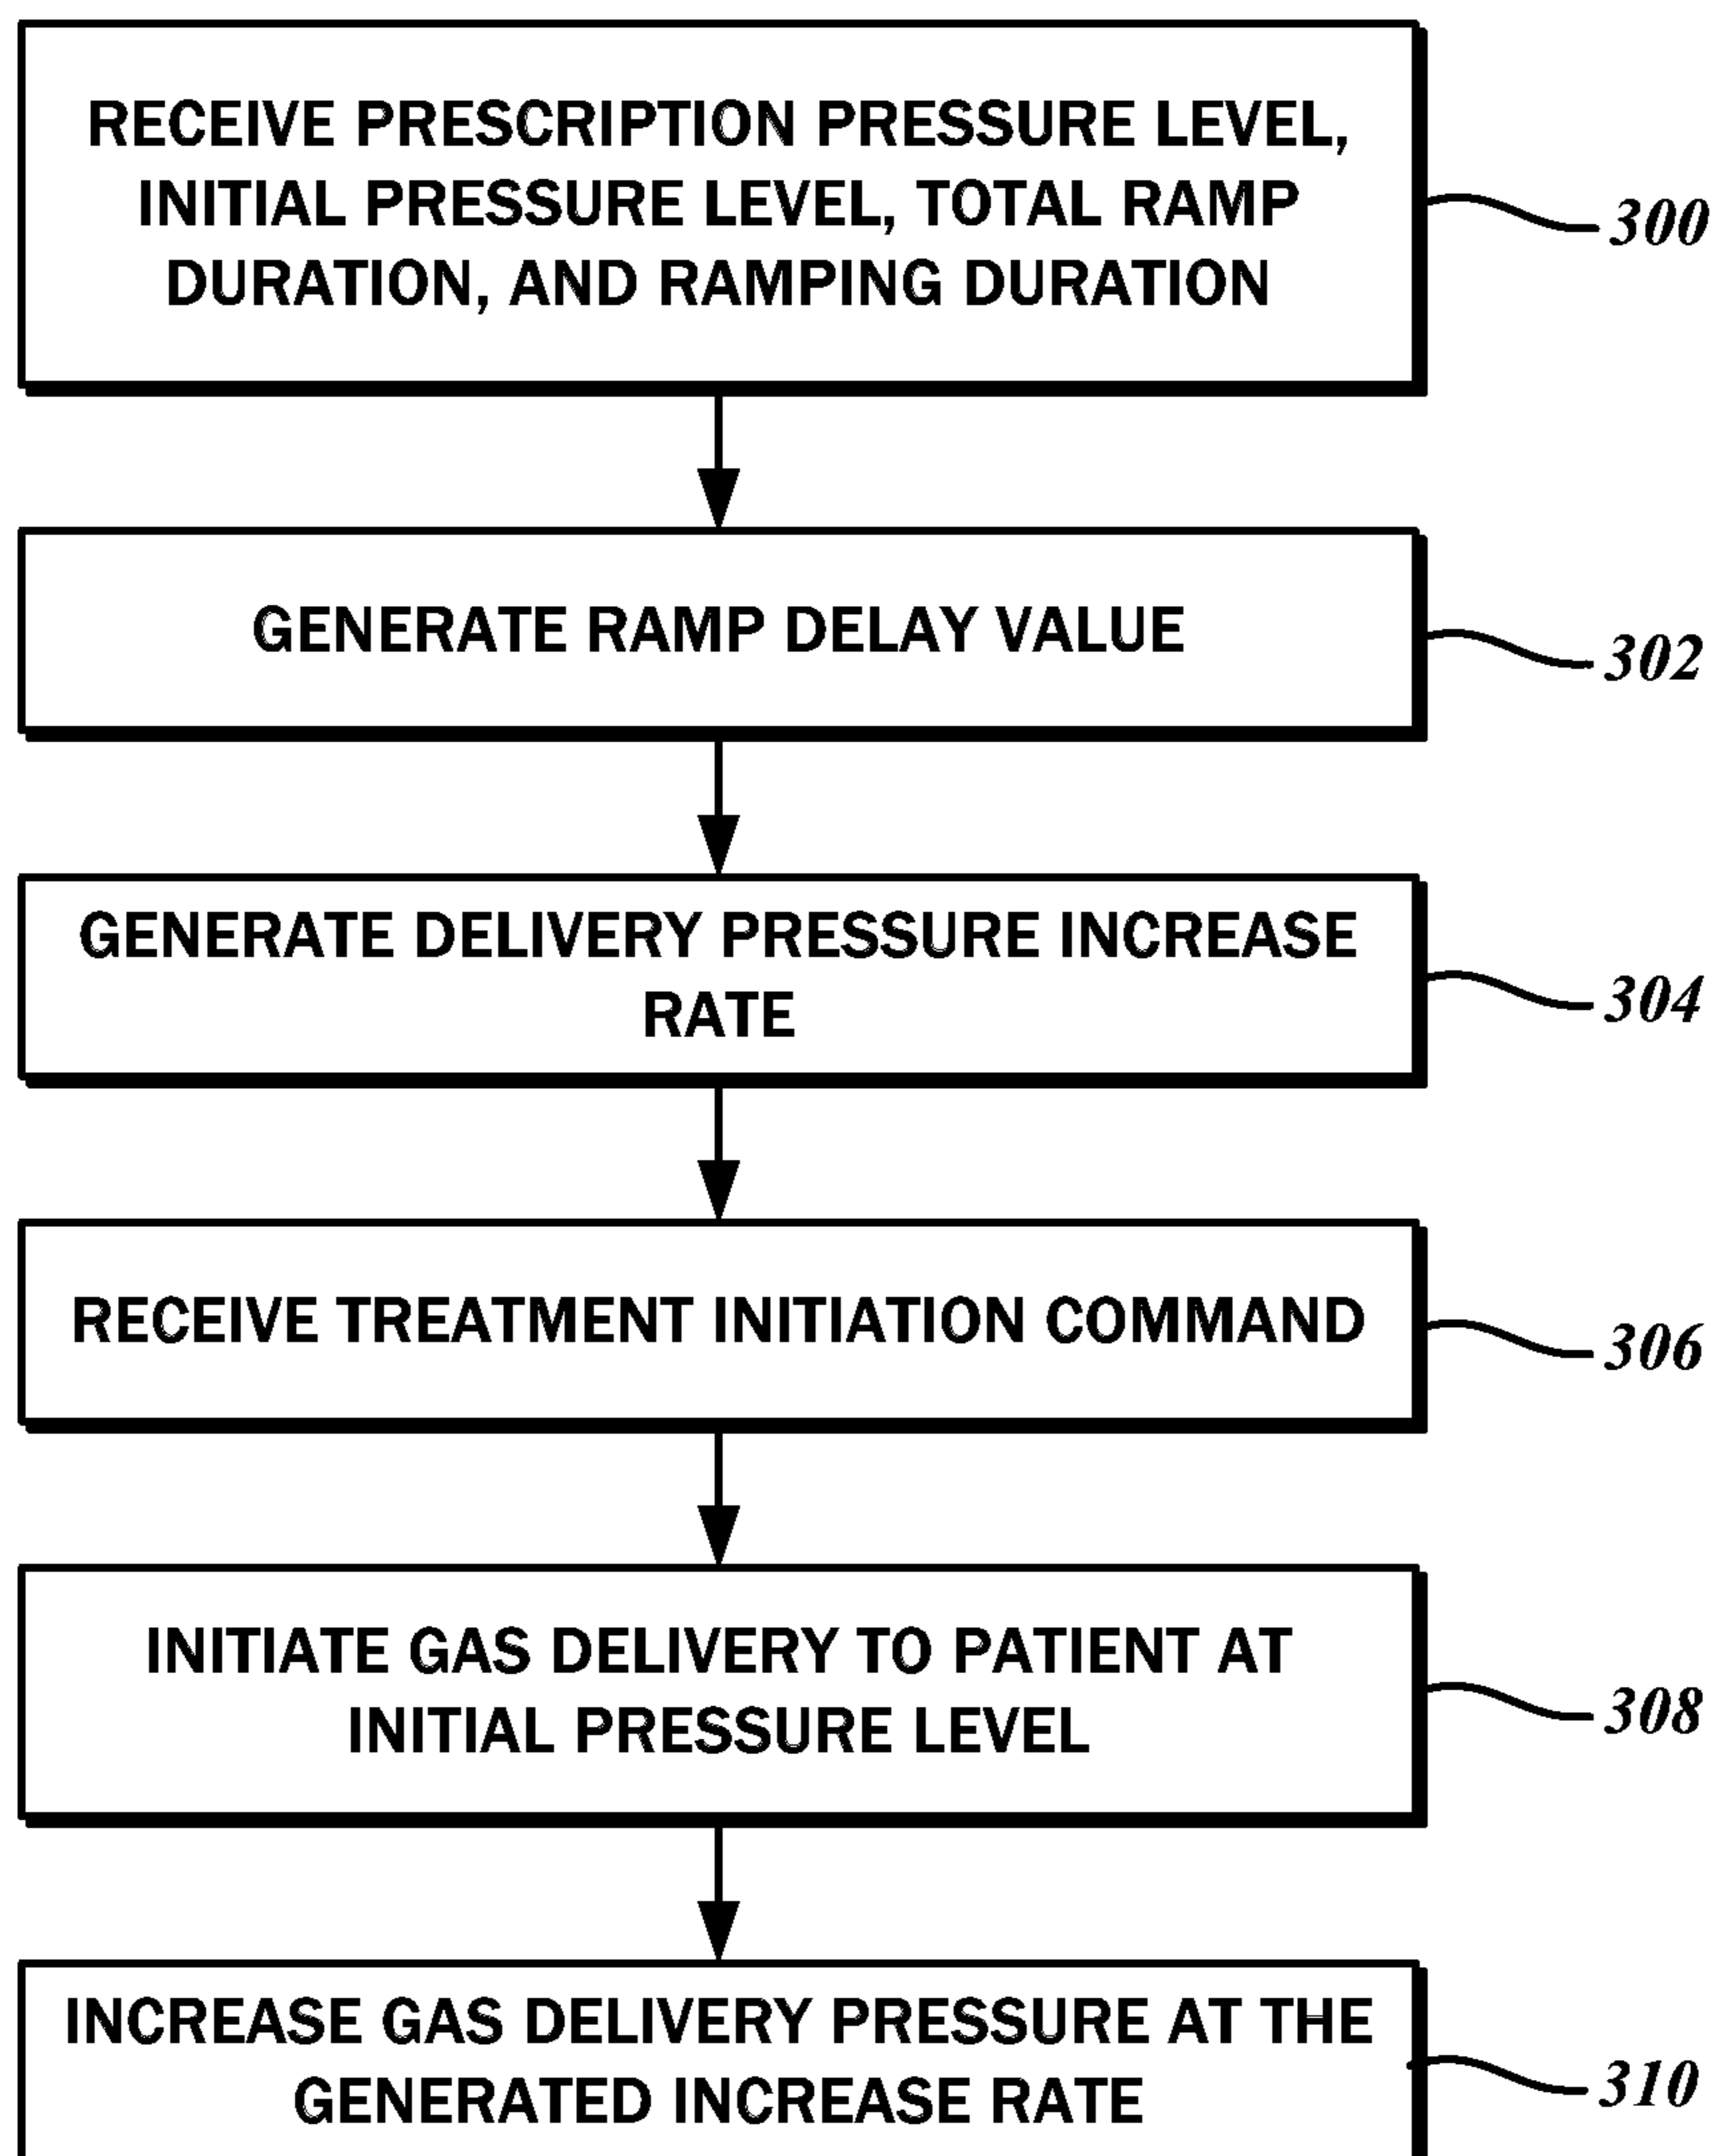 RECEIVE PRESCRIPTION PRESSURE LEVEL,
INITIAL PRESSURE LEVEL, TOTAL RAMP
DURATION, AND RAMPING DURATION
300
GENERATE RAMP DELAY VALUE
302
GENERATE DELIVERY PRESSURE INCREASE
RATE
304
RECEIVE TREATMENT INITIATION COMMAND
306
INITIATE GAS DELIVERY TO PATIENT AT
INITIAL PRESSURE LEVEL
308
INCREASE GAS DELIVERY PRESSURE AT THE
GENERATED INCREASE RATE
310